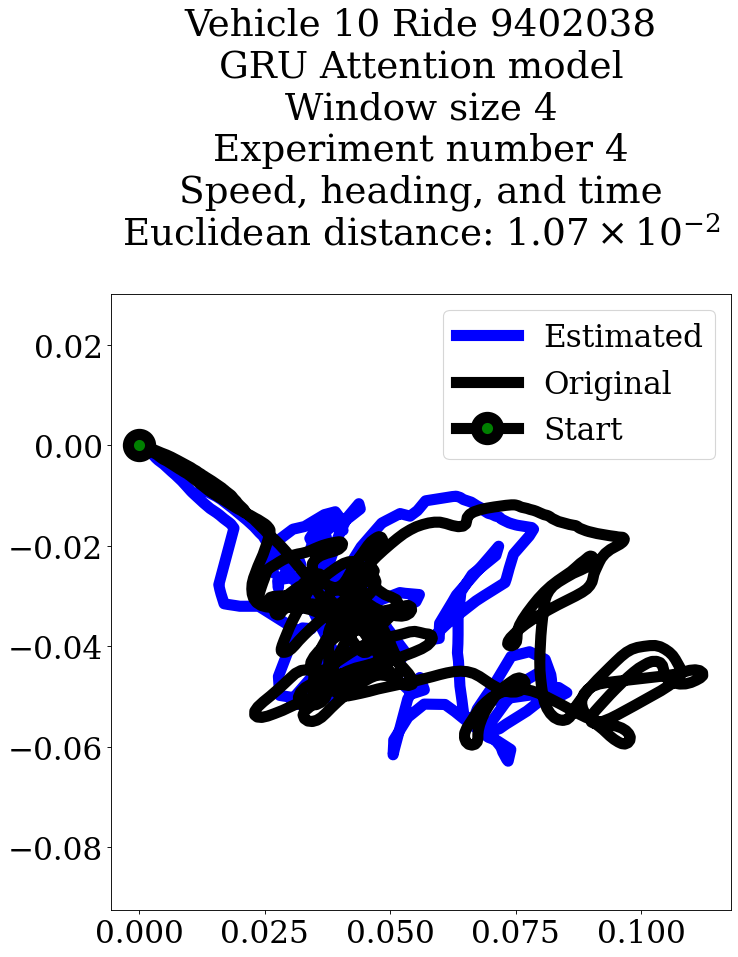 Vehicle 10 Ride 9402038
GRU Attention model
Window size 4
Experiment number 4
Speed, heading, and time
Euclidean distance: 1.07 × 10⁻²
Estimated
Original
Start
0.02
0.00
−0.02
−0.04
−0.06
−0.08
0.000 0.025 0.050 0.075 0.100